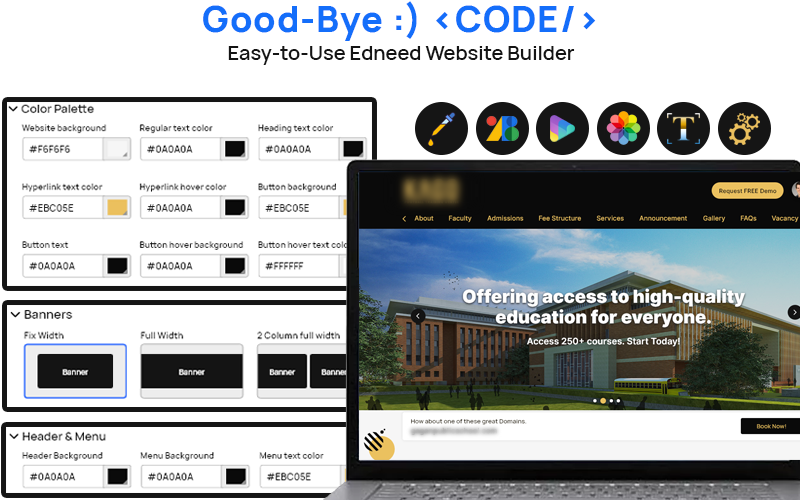 Good-Bye :) <CODE/>
Easy-to-Use Edneed Website Builder
Color Palette
Website background
Regular text color
Heading text color
#F6F6F6
#0A0A0A
#0A0A0A
Hyperlink text color
Hyperlink hover color
Button background
#EBC05E
#0A0A0A
#EBC05E
Button text
Button hover background
Button hover text colo
#0A0A0A
#0A0A0A
#FFFFFF
Banners
Fix Width
Full Width
2 Column full width
Banner
Banner
Banner
Banner
Header & Menu
Header Background
Menu Background
Menu text color
#0A0A0A
#0A0A0A
#EBC05E
T
Request FREE Demo
About Faculty Admissions Fee Structure Services Announcement Gallery FAQs Vacancy
Offering access to high-quality
education for everyone.
Access 250+ courses. Start Today!
How about one of these great Domains.
Book Now!